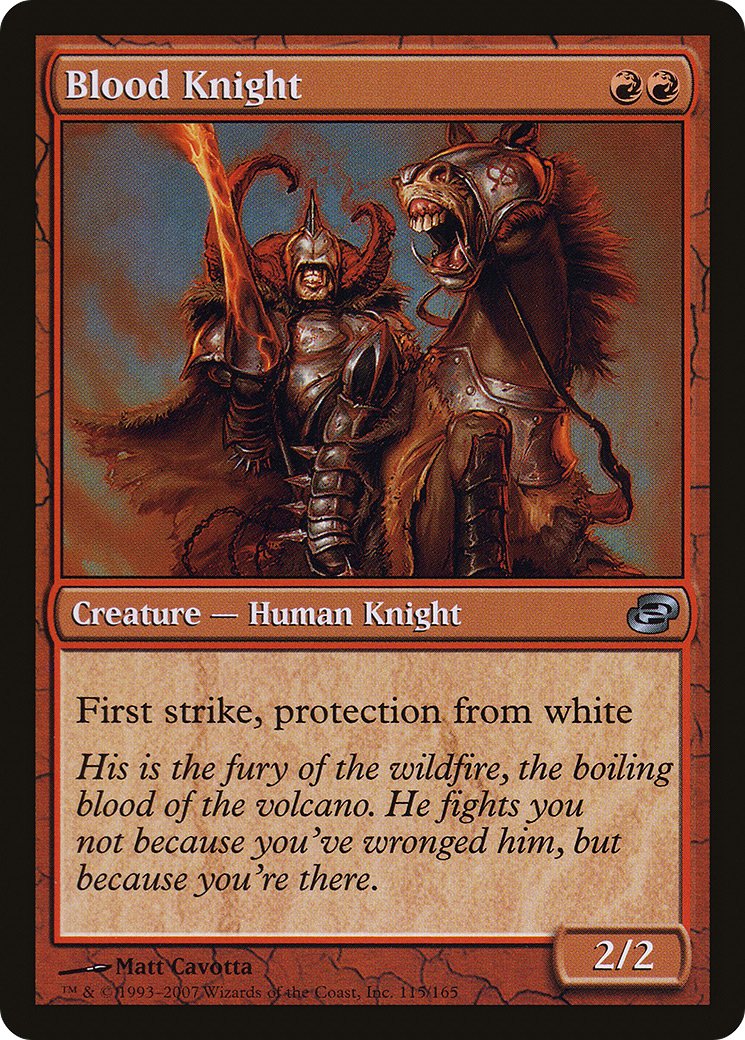 Blood Knight
Creature — Human Knight
First strike, protection from white
His is the fury of the wildfire, the boiling
blood of the volcano. He fights you
not because you've wronged him, but
because you're there.
2/2
Matt Cavotta
™ & © 1993–2007 Wizards of the Coast, Inc. 115/165